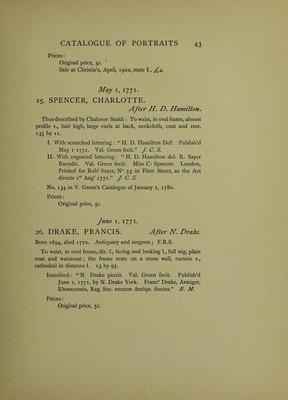 CATALOGUE OF PORTRAITS 43
Prices:
Original price, 5s.
Sale at Christie's, April, 1902, state I., £4.
May 1, 1771.
25. SPENCER, CHARLOTTE.
After H. D. Hamilton.
Thus described by Chaloner Smith: To waist, in oval frame, almost
profile r., hair high, large curls at back, neckcloth, coat and vest.
13¾ by 11.
I. With scratched lettering: "H. D. Hamilton Delt. Publish'd
May 1 1771. Val. Green fecit." J. C. S.
II. With engraved lettering: "H. D. Hamilton del. R. Sayer
Excudit. Val. Green fecit. Miss C: Spencer. London,
Printed for Robt Sayer, No 53 in Fleet Street, as the Act
directs 1st Augt 1771." J. C. S.
No. 134 in V. Green's Catalogue of January 1, 1780.
Prices:
Original price, 5s.
June 1, 1771.
26. DRAKE, FRANCIS. After N. Drake.
Born 1694, died 1770. Antiquary and surgeon; F.R.S.
To waist, in oval frame, dir. f., facing and looking l., full wig, plain
coat and waistcoat; the frame rests on a stone wall, curtain r.,
cathedral in distance l. 13 by 9¾.
Inscribed: "N. Drake pinxit. Val. Green fecit. Publish'd
June 1, 1771, by N. Drake York. Francs Drake, Armiger,
Eboracensis, Reg. Soc. necnon Antiqu. Socius." B. M.
Prices:
Original price, 5s.